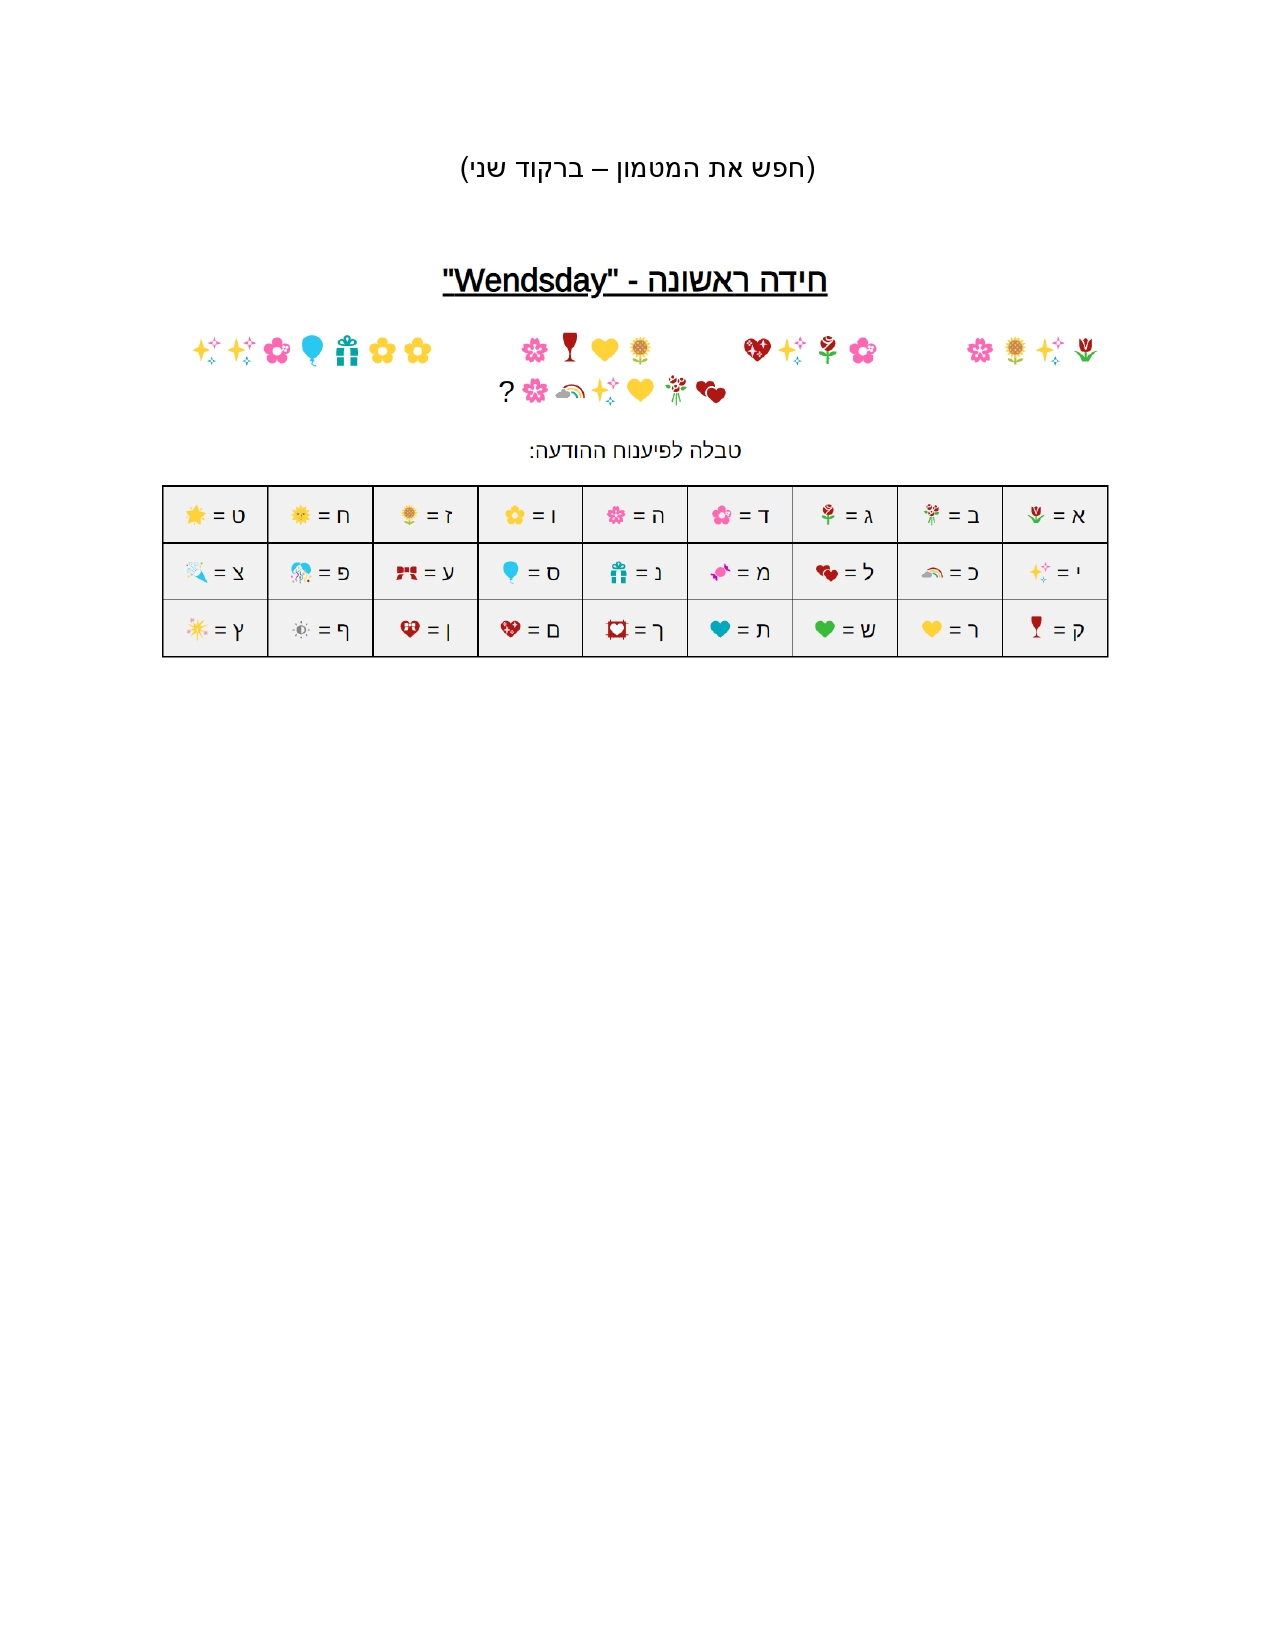 (חפש את המטמון – ברקוד שני)
חידה ראשונה - "Wendsday"
?
טבלה לפיענוח ההודעה:
א = ב = ג = ד = ה = ו = ז = ח = ט =
י = כ = ל = מ = נ = ס = ע = פ = צ =
ק = ר = ש = ת = ך = ם = ן = ף = ץ =